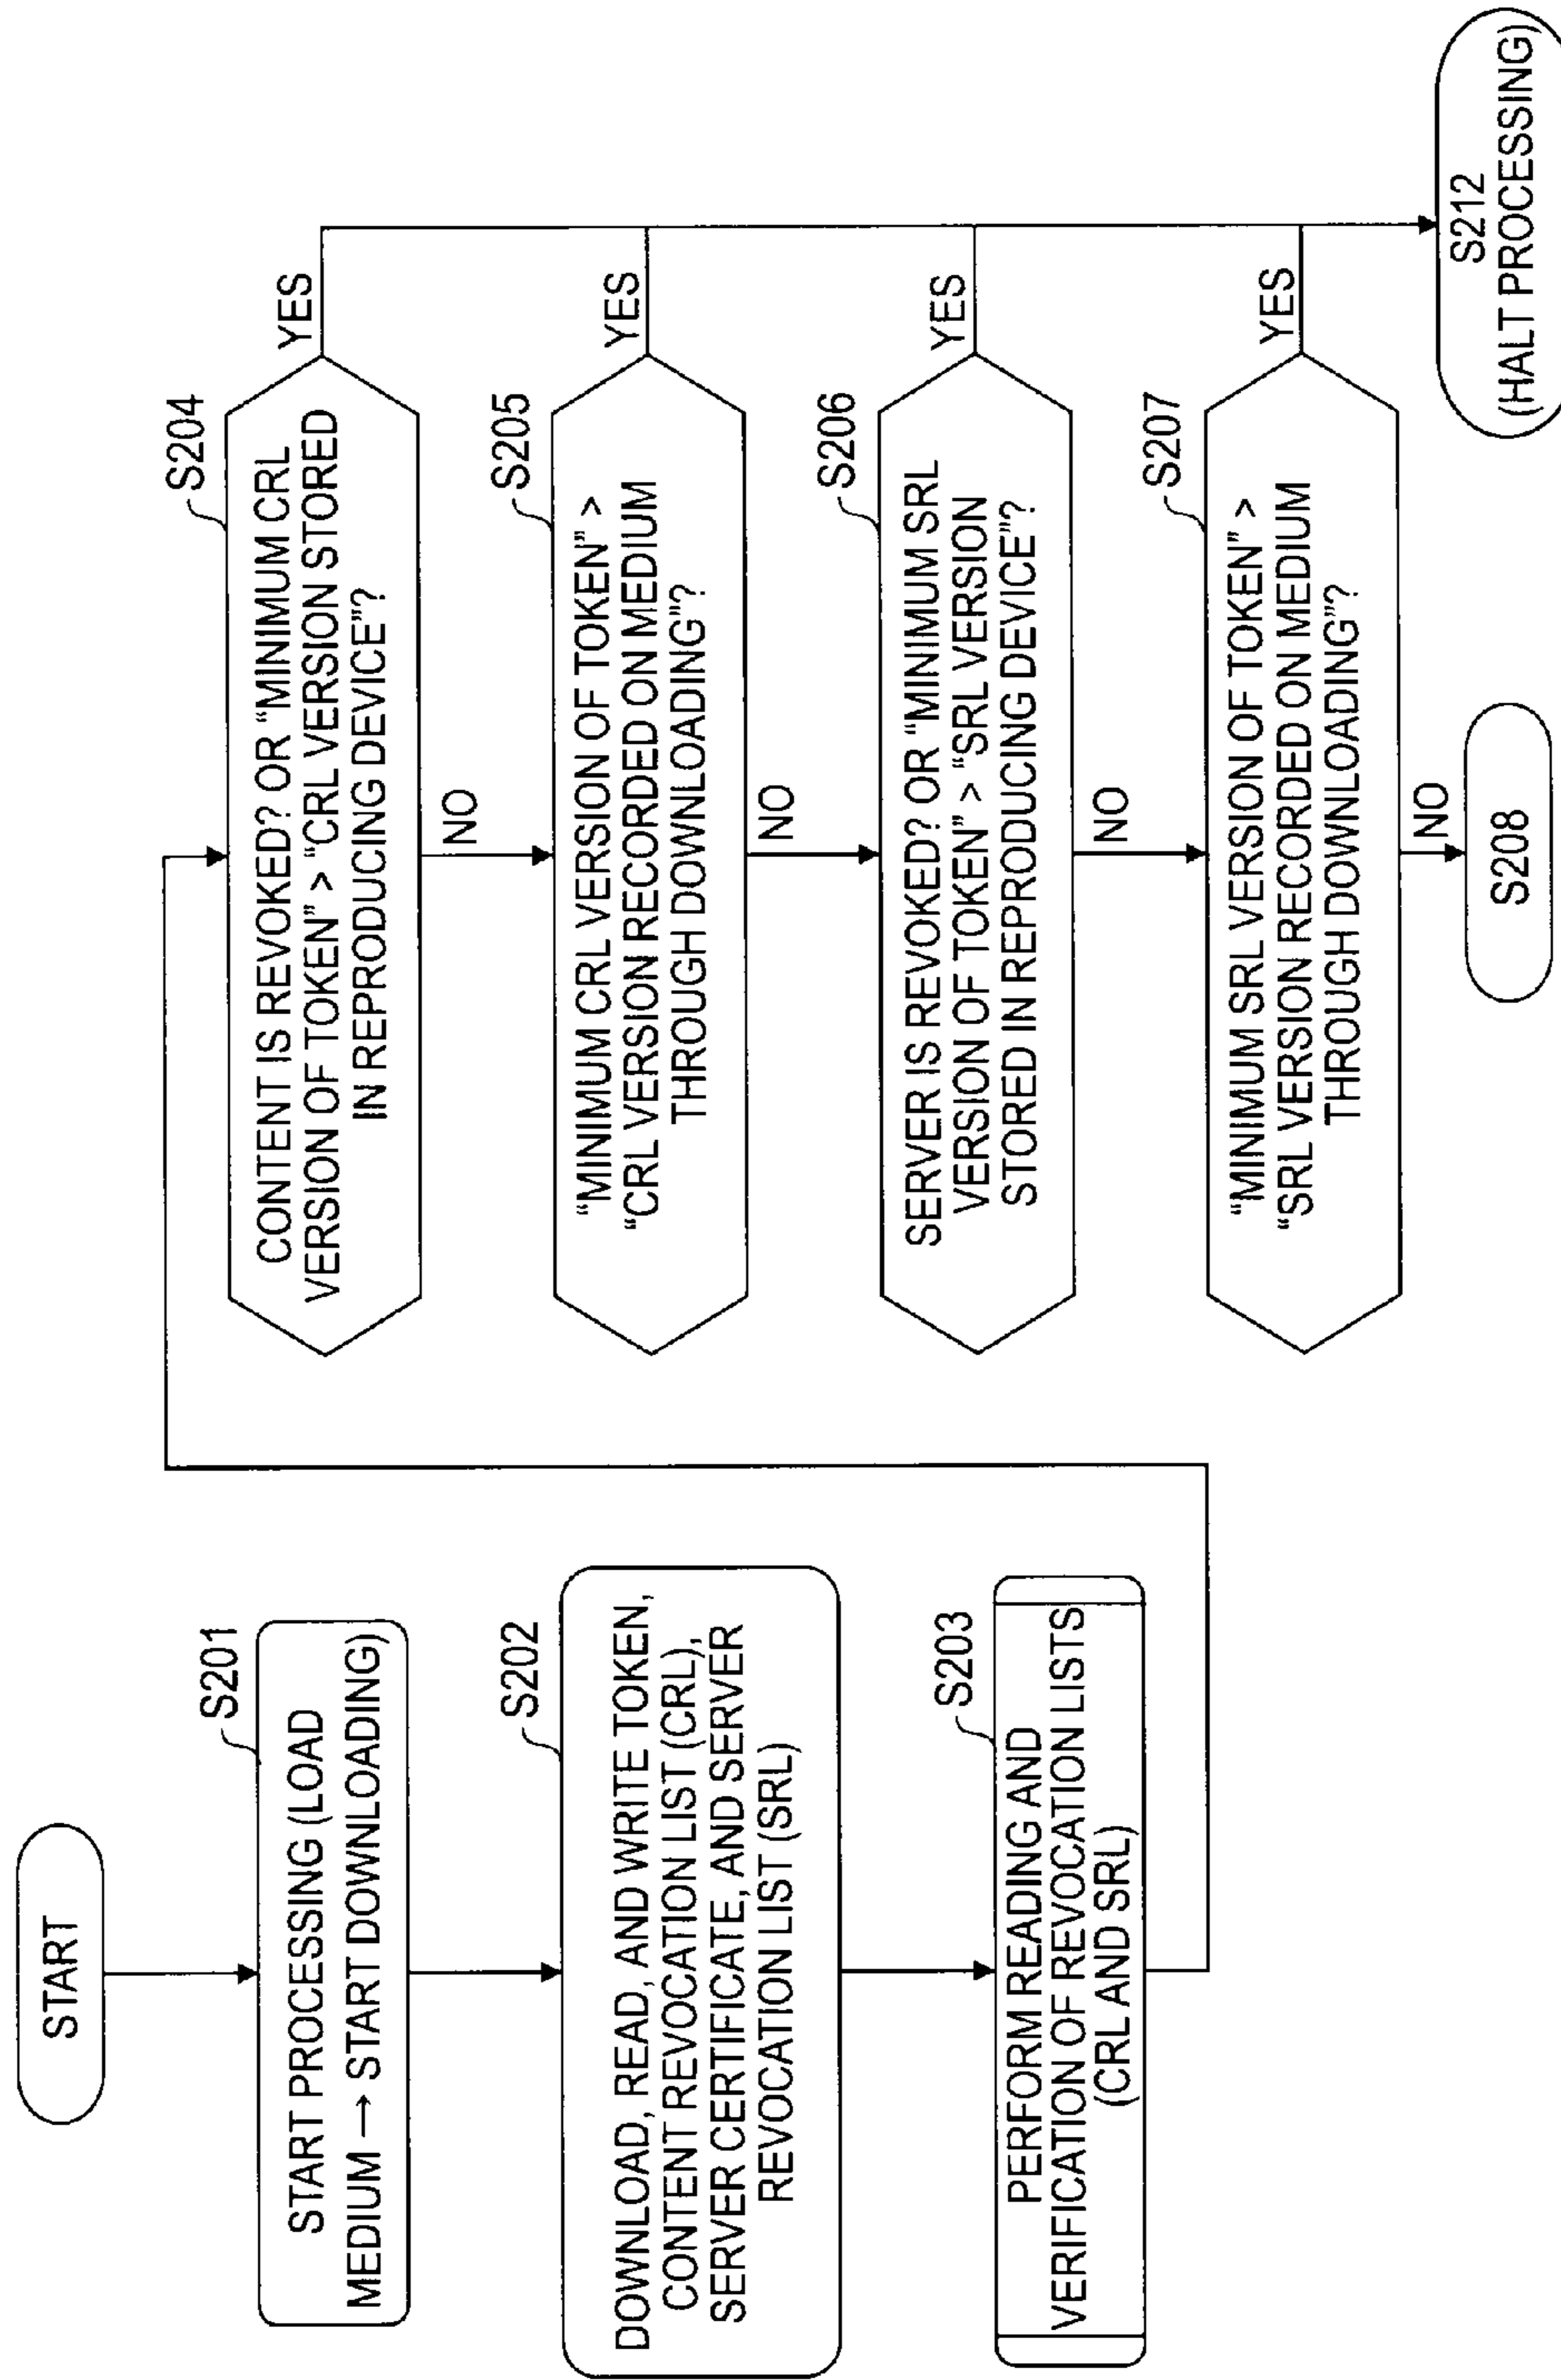 START
S201
START PROCESSING (LOAD
MEDIUM → START DOWNLOADING)
S202
DOWNLOAD, READ, AND WRITE TOKEN,
CONTENT REVOCATION LIST (CRL),
SERVER CERTIFICATE, AND SERVER
REVOCATION LIST (SRL)
S203
PERFORM READING AND
VERIFICATION OF REVOCATION LISTS
(CRL AND SRL)
S204
CONTENT IS REVOKED? OR “MINIMUM CRL
VERSION OF TOKEN” > “CRL VERSION STORED
IN REPRODUCING DEVICE”?
YES
NO
S205
“MINIMUM CRL VERSION OF TOKEN” >
“CRL VERSION RECORDED ON MEDIUM
THROUGH DOWNLOADING”?
YES
NO
S206
SERVER IS REVOKED? OR “MINIMUM SRL
VERSION OF TOKEN” > “SRL VERSION
STORED IN REPRODUCING DEVICE”?
YES
NO
S207
“MINIMUM SRL VERSION OF TOKEN” >
“SRL VERSION RECORDED ON MEDIUM
THROUGH DOWNLOADING”?
YES
NO
S208
S212
(HALT PROCESSING)